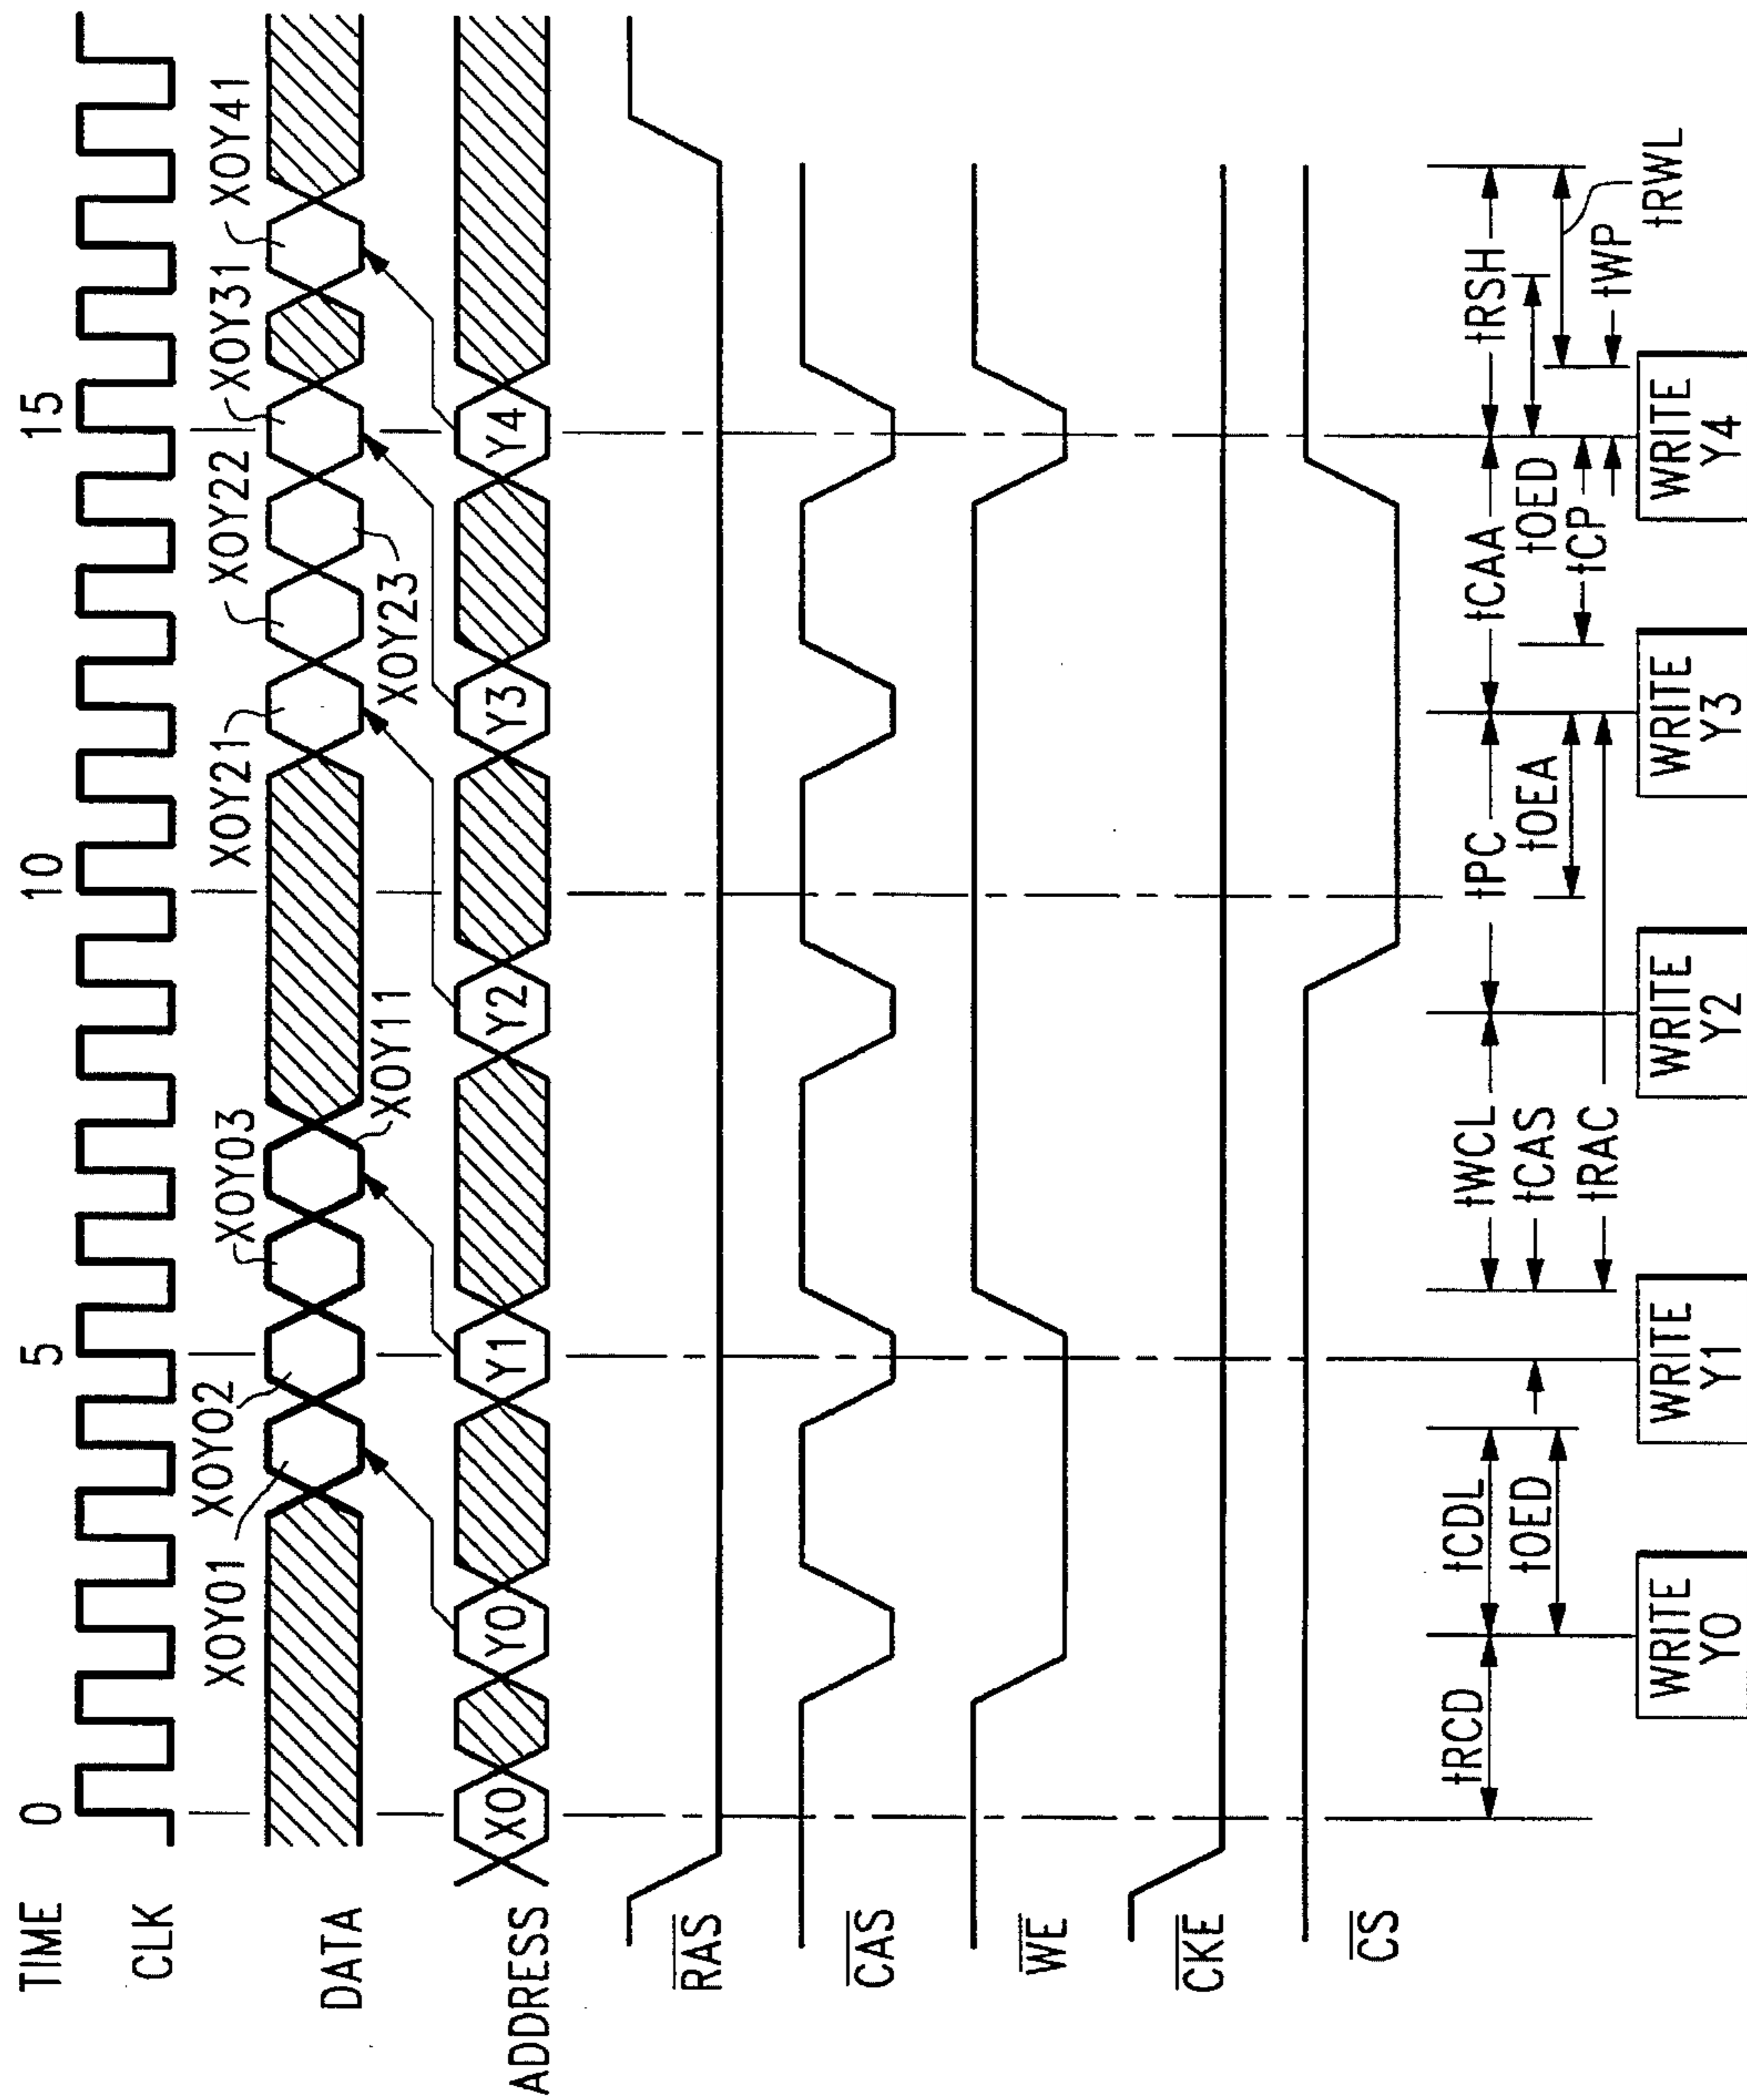 TIME 0 5 10 15
CLK
X0Y01 X0Y02 X0Y03 X0Y21 X0Y22 X0Y31 X0Y41
DATA
X0Y11 X0Y23
ADDRESS X0 Y0 Y1 Y2 Y3 Y4
RAS
CAS
WE
CKE
CS
tRCD tCDL tWCL tPC tCAA tRSH
tOED tCAS tOEA tOED
tRAC tCP tWP
tRWL
WRITE Y0
WRITE Y1
WRITE Y2
WRITE Y3
WRITE Y4